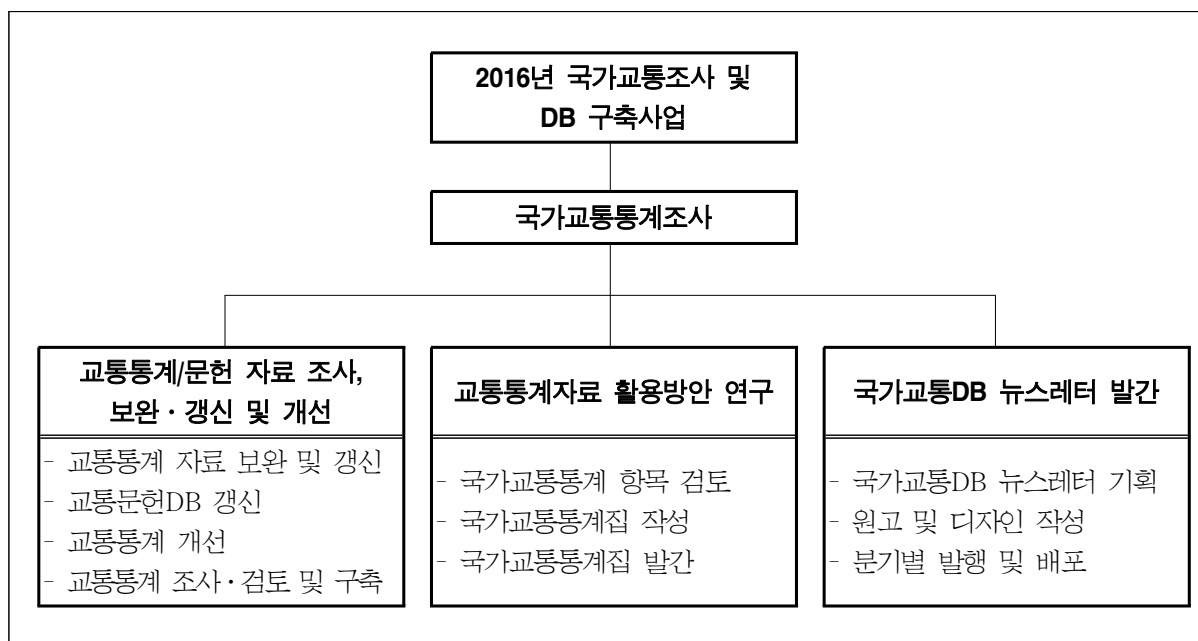 2016년 국가교통조사 및
DB 구축사업
국가교통통계조사
교통통계/문헌 자료 조사,
보완·갱신 및 개선
- 교통통계 자료 보완 및 갱신
- 교통문헌DB 갱신
- 교통통계 개선
- 교통통계 조사·검토 및 구축
교통통계자료 활용방안 연구
- 국가교통통계 항목 검토
- 국가교통통계집 작성
- 국가교통통계집 발간
국가교통DB 뉴스레터 발간
- 국가교통DB 뉴스레터 기획
- 원고 및 디자인 작성
- 분기별 발행 및 배포